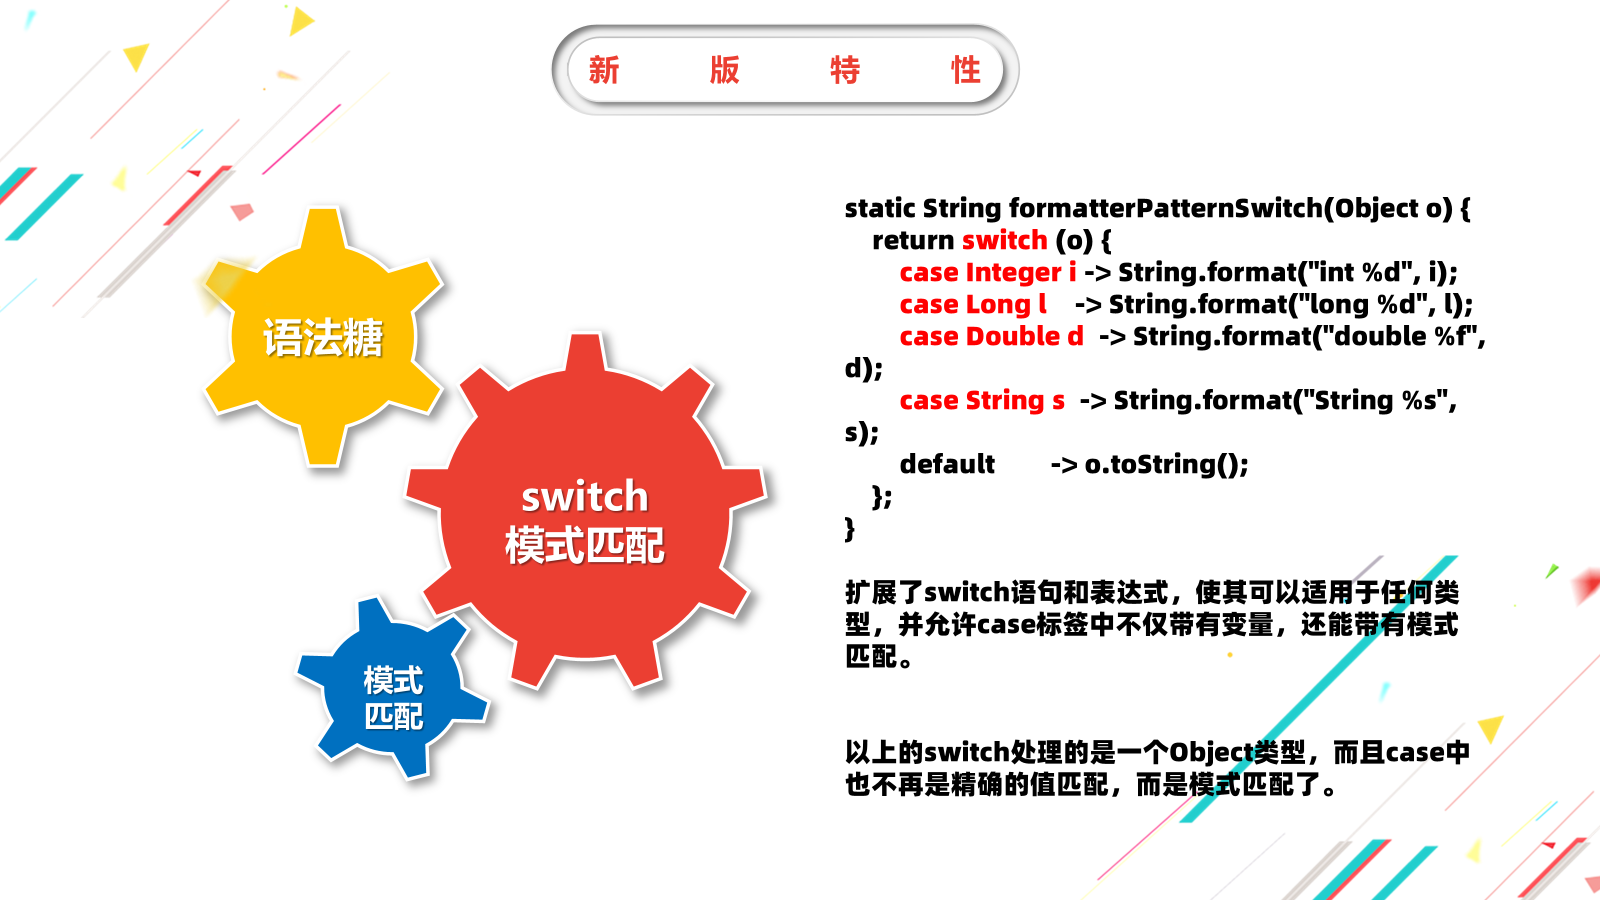 新版特性
语法糖
switch
模式匹配
模式
匹配
static String formatterPatternSwitch(Object o) {
return switch (o) {
case Integer i -> String.format("int %d", i);
case Long l -> String.format("long %d", l);
case Double d -> String.format("double %f",
d);
case String s -> String.format("String %s",
s);
default -> o.toString();
};
}
扩展了switch语句和表达式，使其可以适用于任何类
型，并允许case标签中不仅带有变量，还能带有模式
匹配。
以上的switch处理的是一个Object类型，而且case中
也不再是精确的值匹配，而是模式匹配了。